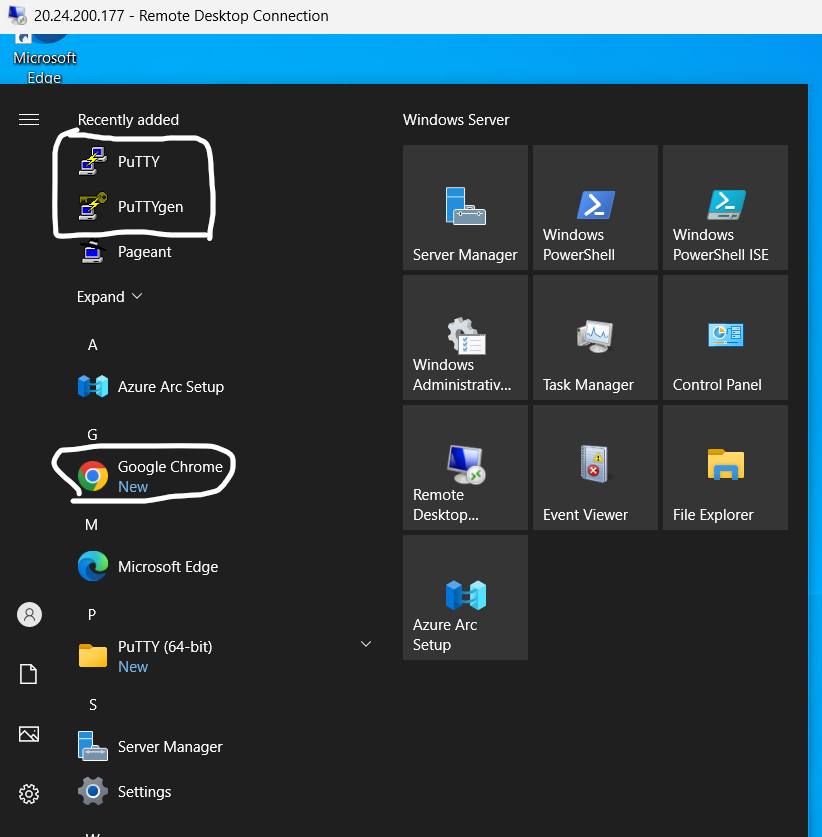 20.24.200.177 - Remote Desktop Connection
Microsoft
Edge
Recently added
PuTTY
PuTTYgen
Pageant
Expand
A
Azure Arc Setup
G
Google Chrome
New
M
Microsoft Edge
P
PuTTY (64-bit)
New
S
Server Manager
Settings
W
Windows Server
Server Manager
Windows
PowerShell
Windows
PowerShell ISE
Windows
Administrativ...
Task Manager
Control Panel
Remote
Desktop...
Event Viewer
File Explorer
Azure Arc
Setup